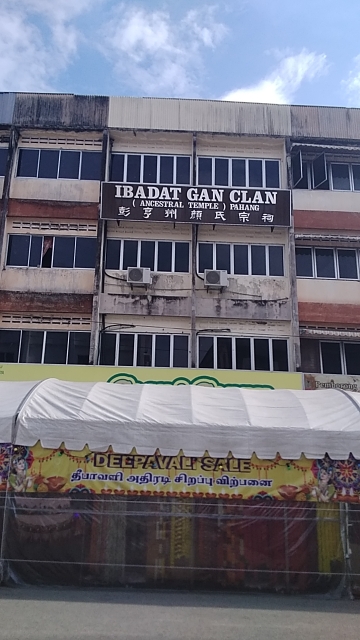 IBADAT GAN CLAN
( ANCESTRAL TEMPLE ) PAHANG
彭亨州顏氏宗祠
DEEPAVALI SALE
தீபாவளி அதிரடி சிறப்பு விற்பனை